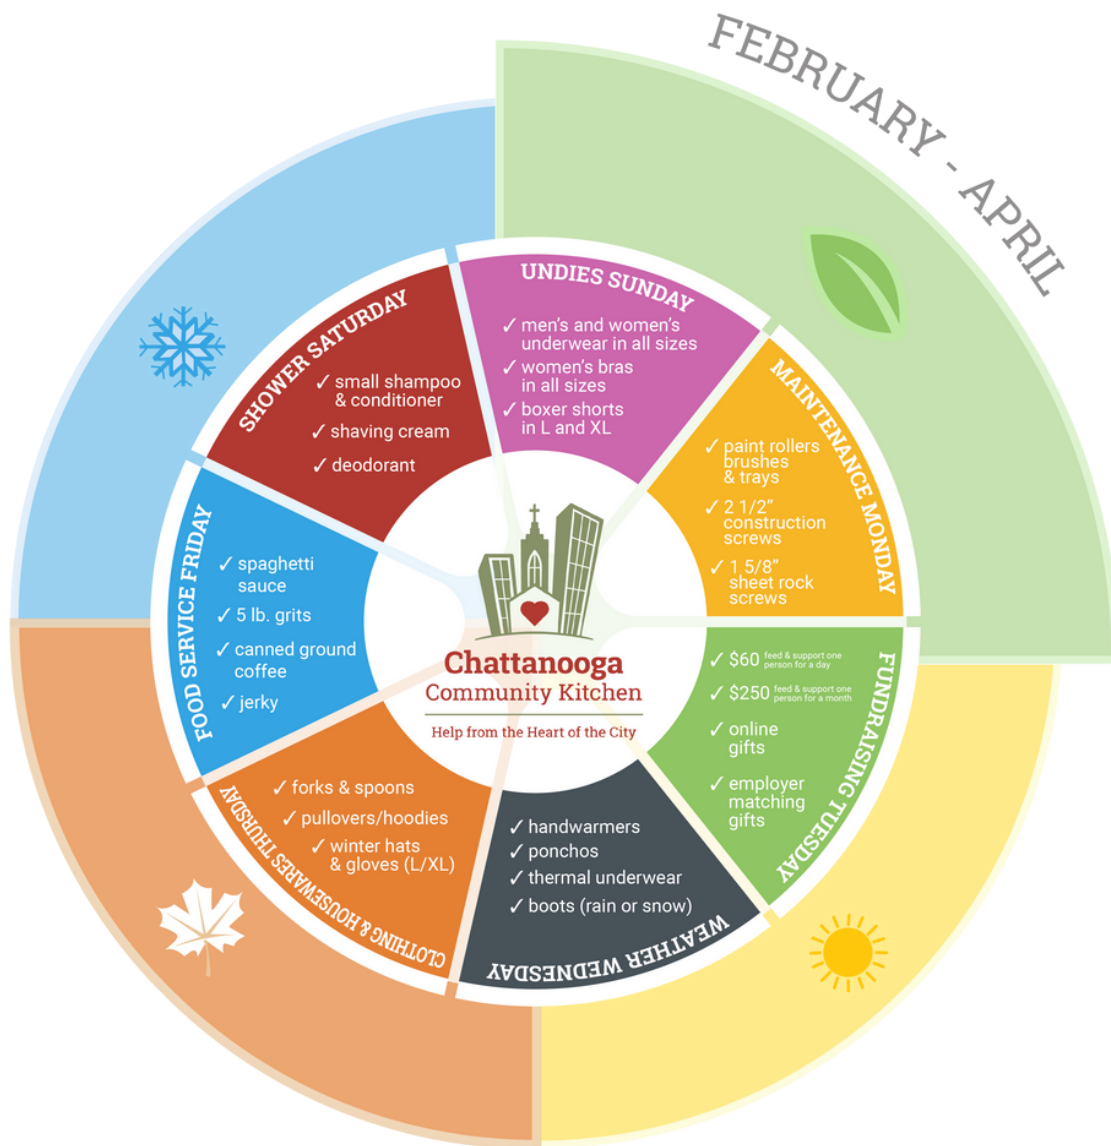 FEBRUARY - APRIL
UNDIES SUNDAY
✓ men's and women's
underwear in all sizes
✓ women's bras
in all sizes
✓ boxer shorts
in L and XL
MAINTENANCE MONDAY
✓ paint rollers
brushes
& trays
✓ 2 1/2"
construction
screws
✓ 1 5/8"
sheet rock
screws
FUNDRAISING TUESDAY
✓ $60 feed & support one
person for a day
✓ $250 feed & support one
person for a month
✓ online
gifts
✓ employer
matching
gifts
WEATHER WEDNESDAY
✓ handwarmers
✓ ponchos
✓ thermal underwear
✓ boots (rain or snow)
CLOTHING & HOUSEWARES THURSDAY
✓ forks & spoons
✓ pullovers/hoodies
✓ winter hats
& gloves (L/XL)
FOOD SERVICE FRIDAY
✓ spaghetti
sauce
✓ 5 lb. grits
✓ canned ground
coffee
✓ jerky
SHOWER SATURDAY
✓ small shampoo
& conditioner
✓ shaving cream
✓ deodorant
Chattanooga
Community Kitchen
Help from the Heart of the City